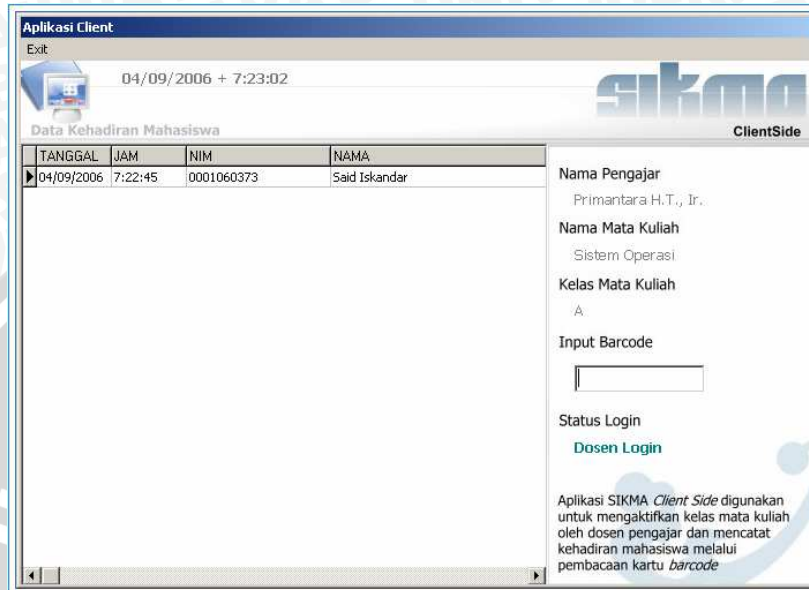 Aplikasi Client
Exit
04/09/2006 + 7:23:02
sikma
Data Kehadiran Mahasiswa
ClientSide
TANGGAL JAM NIM NAMA
04/09/2006 7:22:45 0001060373 Said Iskandar
Nama Pengajar
Primantara H.T., Ir.
Nama Mata Kuliah
Sistem Operasi
Kelas Mata Kuliah
A
Input Barcode
Status Login
Dosen Login
Aplikasi SIKMA Client Side digunakan
untuk mengaktifkan kelas mata kuliah
oleh dosen pengajar dan mencatat
kehadiran mahasiswa melalui
pembacaan kartu barcode